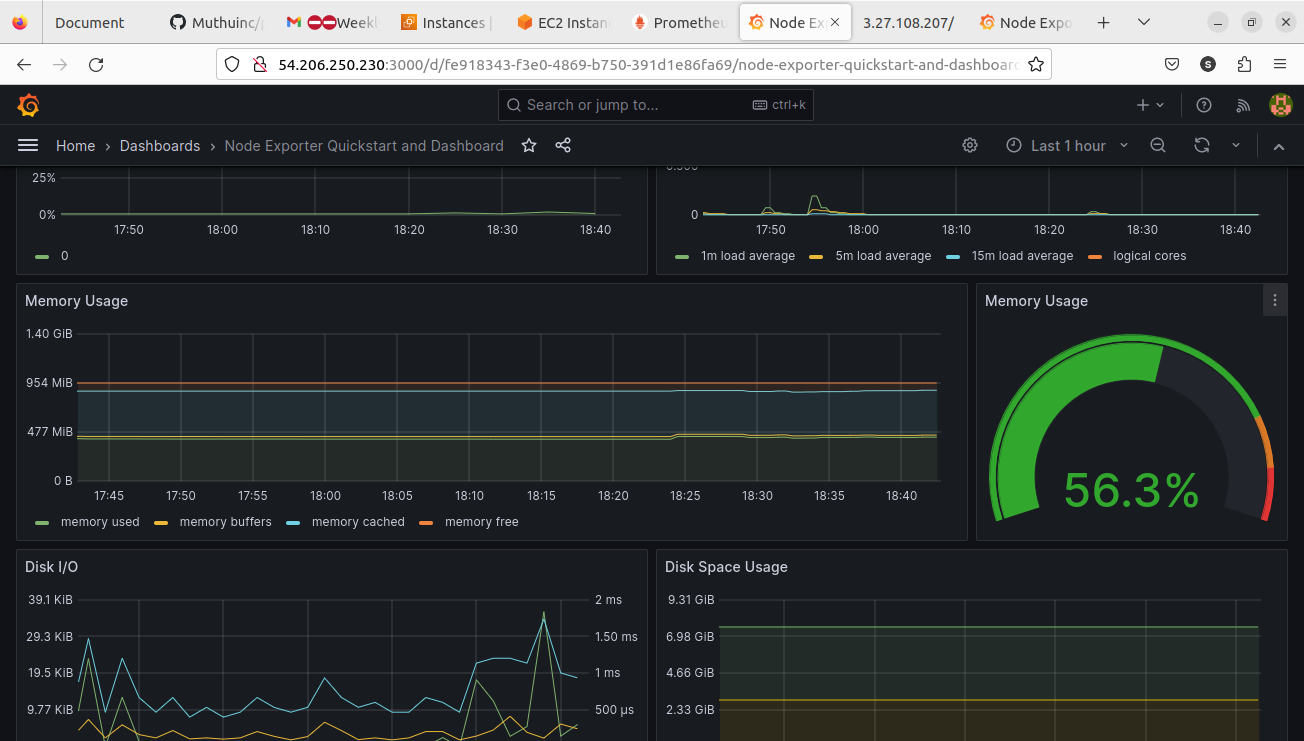 Document
Muthuinc/
Weekl
Instances |
EC2 Instan
Promethe
Node Ex
3.27.108.207/
Node Expo
54.206.250.230:3000/d/fe918343-f3e0-4869-b750-391d1e86fa69/node-exporter-quickstart-and-dashboard
S
Search or jump to...
ctrl+k
Home › Dashboards › Node Exporter Quickstart and Dashboard
Last 1 hour
25%
0%
17:50 18:00 18:10 18:20 18:30 18:40
0
0.500
0
17:50 18:00 18:10 18:20 18:30 18:40
1m load average 5m load average 15m load average logical cores
Memory Usage
1.40 GiB
954 MiB
477 MiB
0 B
17:45 17:50 17:55 18:00 18:05 18:10 18:15 18:20 18:25 18:30 18:35 18:40
memory used memory buffers memory cached memory free
Memory Usage
56.3%
Disk I/O
39.1 KiB
29.3 KiB
19.5 KiB
9.77 KiB
2 ms
1.50 ms
1 ms
500 µs
Disk Space Usage
9.31 GiB
6.98 GiB
4.66 GiB
2.33 GiB